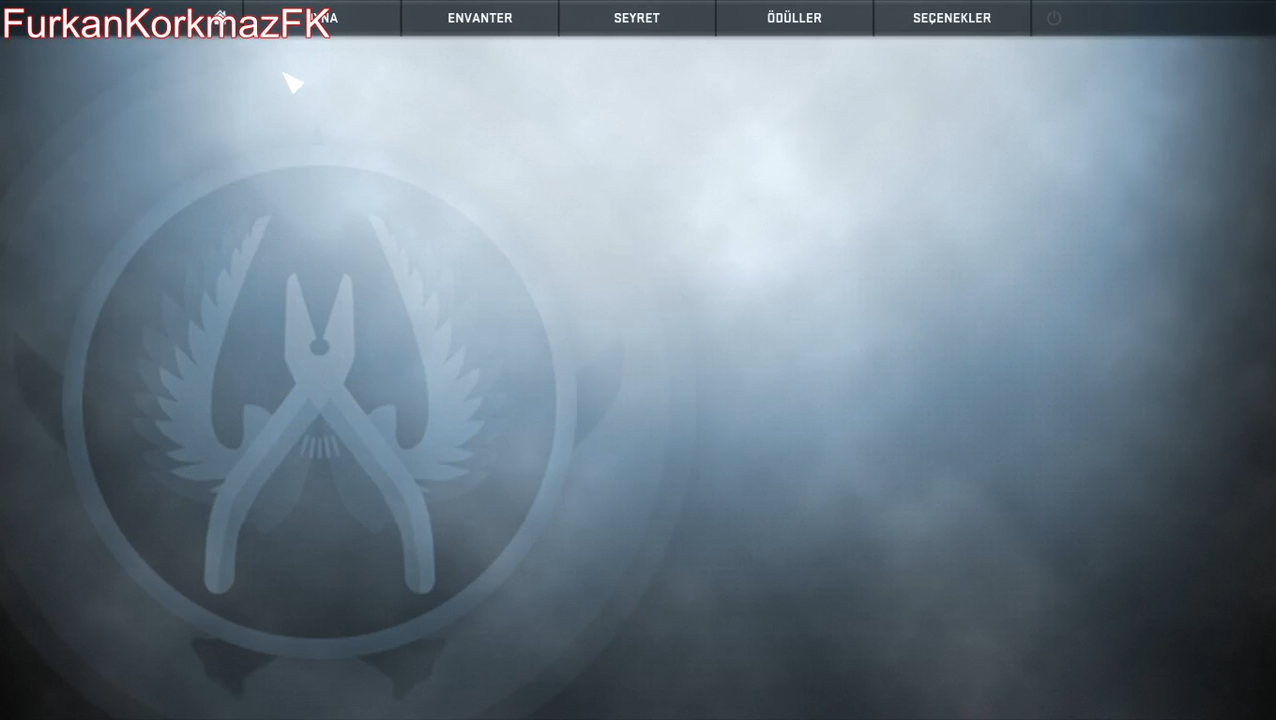 FurkanKorkmazFK
ENVANTER
SEYRET
ÖDÜLLER
SEÇENEKLER